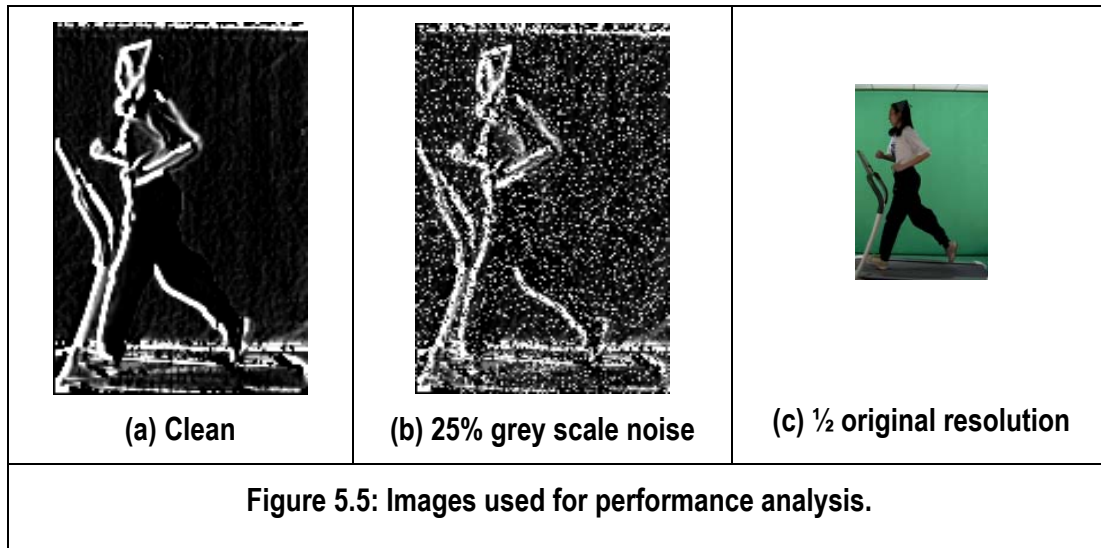 (a) Clean
(b) 25% grey scale noise
(c) ½ original resolution
Figure 5.5: Images used for performance analysis.